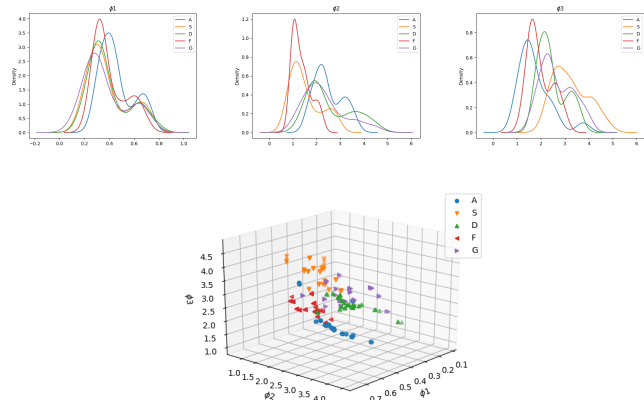 ϕ1
ϕ2
ϕ3
Density
4.0
3.5
3.0
2.5
2.0
1.5
1.0
0.5
0.0
−0.2 0.0 0.2 0.4 0.6 0.8 1.0
A
S
D
F
G
Density
1.2
1.0
0.8
0.6
0.4
0.2
0.0
0 1 2 3 4 5 6
A
S
D
F
G
Density
0.8
0.6
0.4
0.2
0.0
0 1 2 3 4 5 6
A
S
D
F
G
A
S
D
F
G
4.5
4.0
3.5
3.0
2.5
2.0
1.5
1.0
ϕ3
1.0 1.5 2.0 2.5 3.0 3.5 4.0
ϕ2
0.7 0.6 0.5 0.4 0.3 0.2 0.1
ϕ1